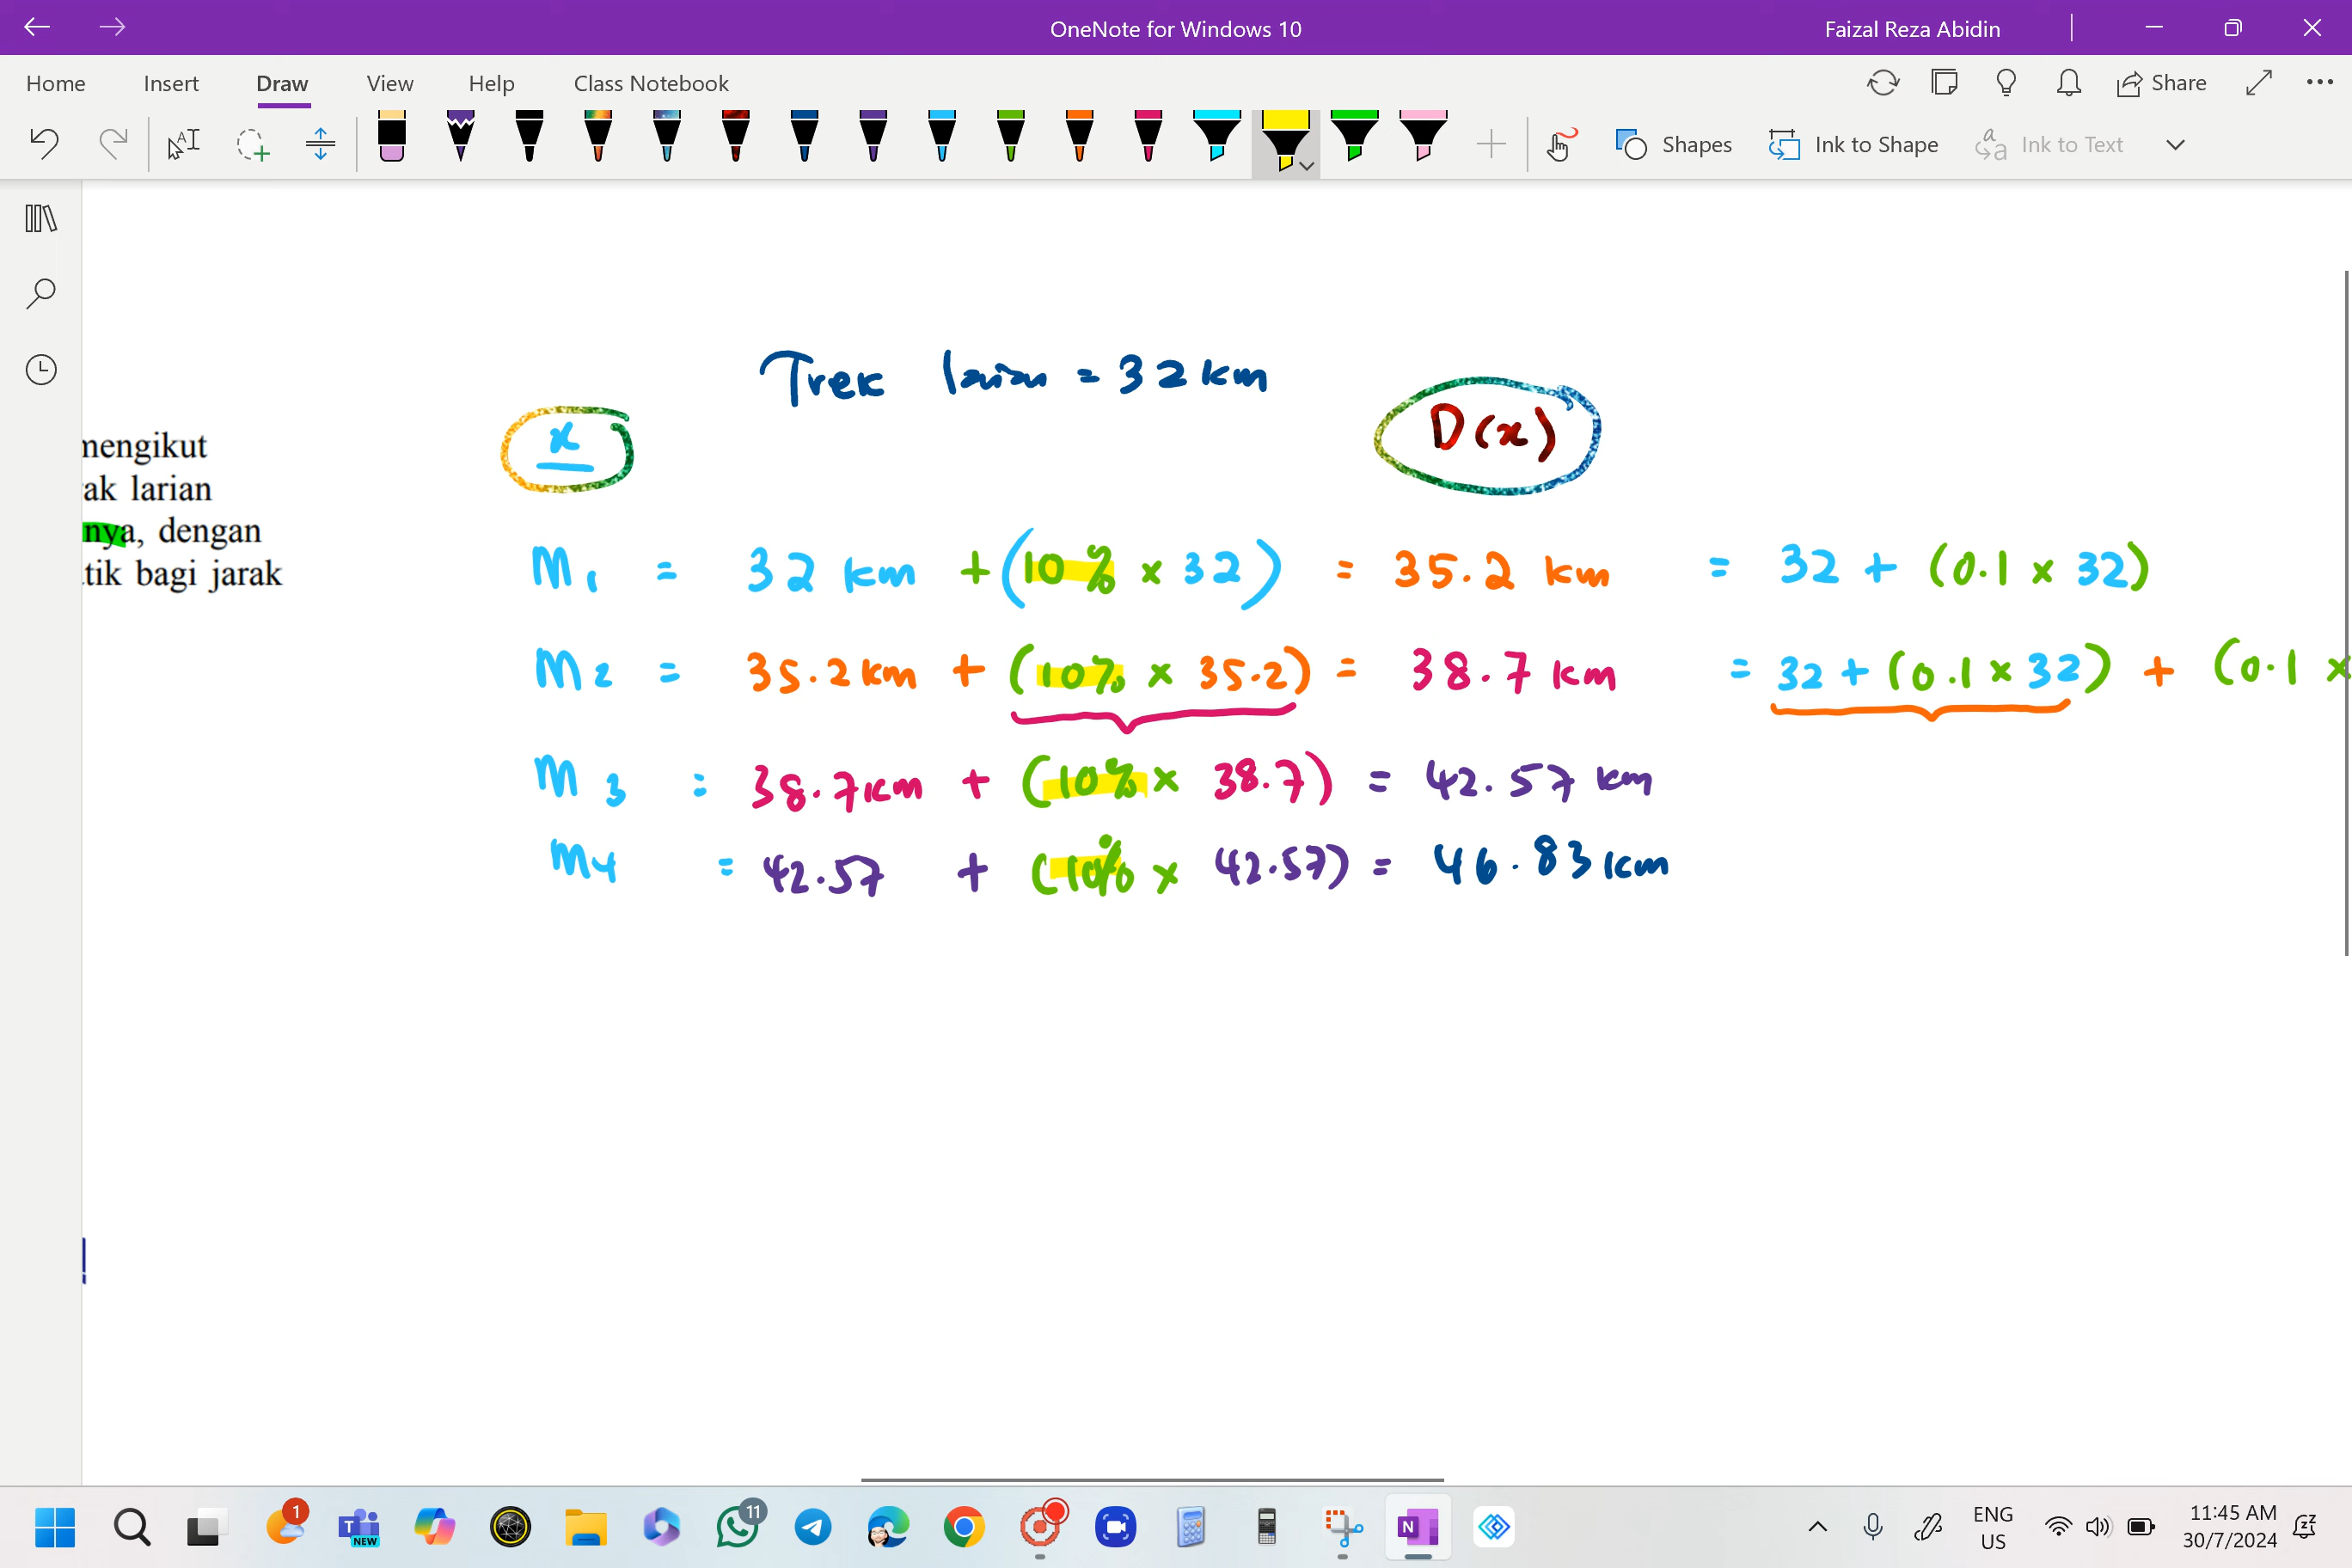 OneNote for Windows 10
Faizal Reza Abidin
Home Insert Draw View Help Class Notebook
Share
Shapes Ink to Shape Ink to Text
mengikut
ak larian
nya, dengan
tik bagi jarak
Trek larian = 32 km
x D(x)
M1 = 32 km + (10% × 32) = 35.2 km = 32 + (0.1 × 32)
M2 = 35.2 km + (10% × 35.2) = 38.7 km = 32 + (0.1 × 32) + (0.1 ×
M3 = 38.7 km + (10% × 38.7) = 42.57 km
M4 = 42.57 + (10% × 42.57) = 46.83 km
1
NEW
11
ENG
US
11:45 AM
30/7/2024